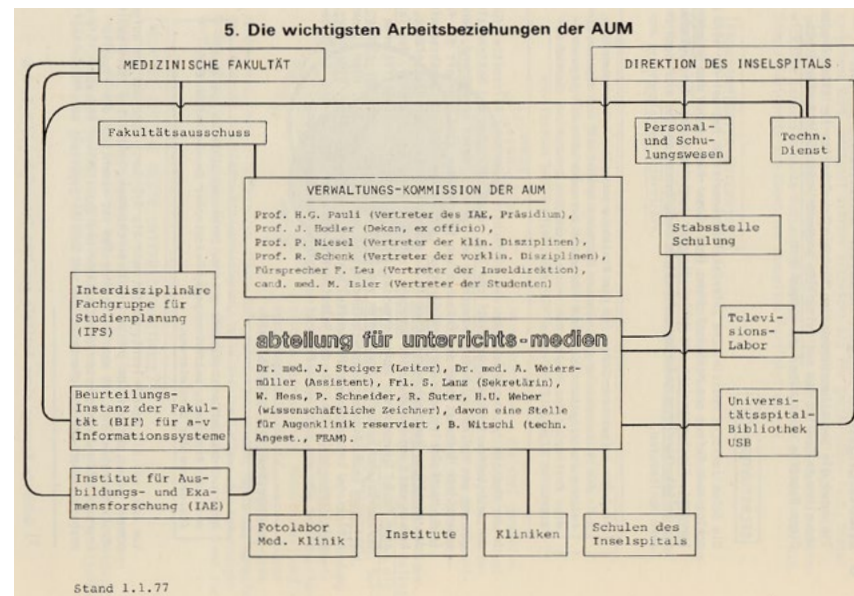 5. Die wichtigsten Arbeitsbeziehungen der AUM
MEDIZINISCHE FAKULTÄT
DIREKTION DES INSELSPITALS
Fakultätsausschuss
Personal-
und Schu-
lungswesen
Techn.
Dienst
VERWALTUNGS-KOMMISSION DER AUM
Prof. H.G. Pauli (Vertreter des IAE, Präsidium),
Prof. J. Hodler (Dekan, ex officio),
Prof. P. Niesel (Vertreter der klin. Disziplinen),
Prof. R. Schenk (Vertreter der vorklin. Disziplinen),
Fürsprecher F. Leu (Vertreter der Inseldirektion),
cand. med. M. Isler (Vertreter der Studenten)
Stabsstelle
Schulung
Interdisziplinäre
Fachgruppe für
Studienplanung
(IFS)
Televi-
sions-
Labor
abteilung für unterrichts-medien
Dr. med. J. Steiger (Leiter), Dr. med. A. Weiers-
müller (Assistent), Frl. S. Lanz (Sekretärin),
W. Hess, P. Schneider, R. Suter, H.U. Weber
(wissenschaftliche Zeichner), davon eine Stelle
für Augenklinik reserviert , B. Witschi (techn.
Angest., FEAM).
Beurteilungs-
Instanz der Fakul-
tät (BIF) für a-v
Informationssysteme
Universi-
tätsspital-
Bibliothek
USB
Institut für Aus-
bildungs- und Exa-
mensforschung (IAE)
Fotolabor
Med. Klinik
Institute
Kliniken
Schulen des
Inselspitals
Stand 1.1.77